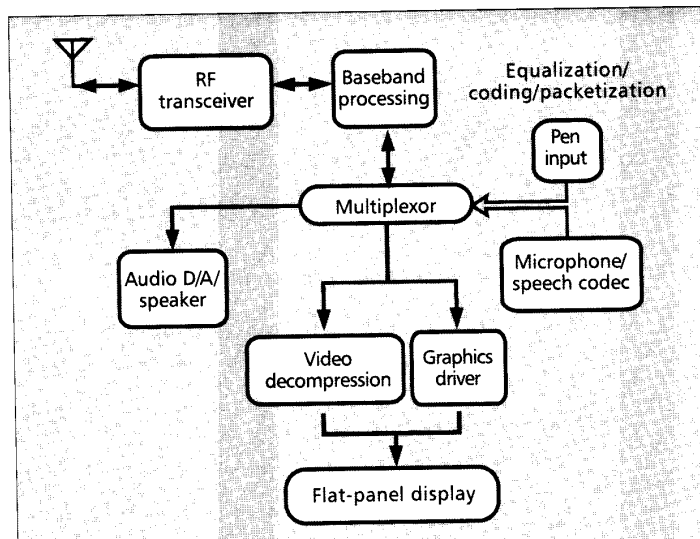 RF
transceiver
Baseband
processing
Equalization/
coding/packetization
Pen
input
Multiplexor
Audio D/A/
speaker
Microphone/
speech codec
Video
decompression
Graphics
driver
Flat-panel display